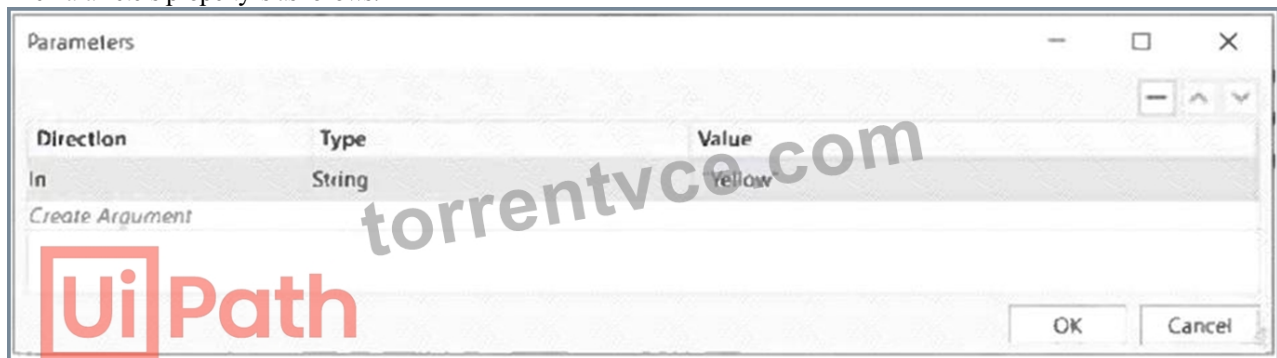 Parameters
Direction Type Value
In String "Yellow"
Create Argument
torrentvce.com
UiPath
OK Cancel